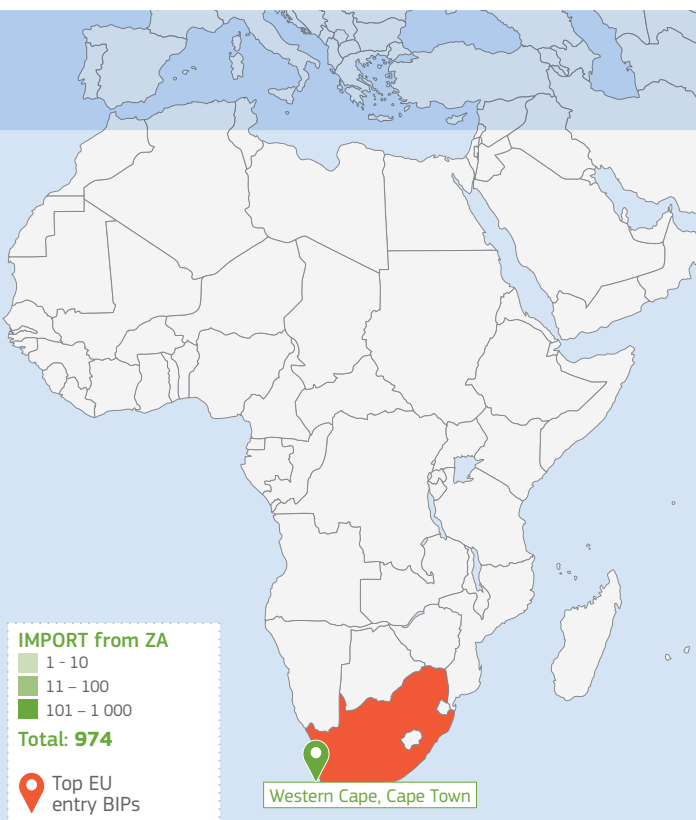 IMPORT from ZA
1 - 10
11 – 100
101 – 1 000
Total: 974
Top EU
entry BIPs
Western Cape, Cape Town